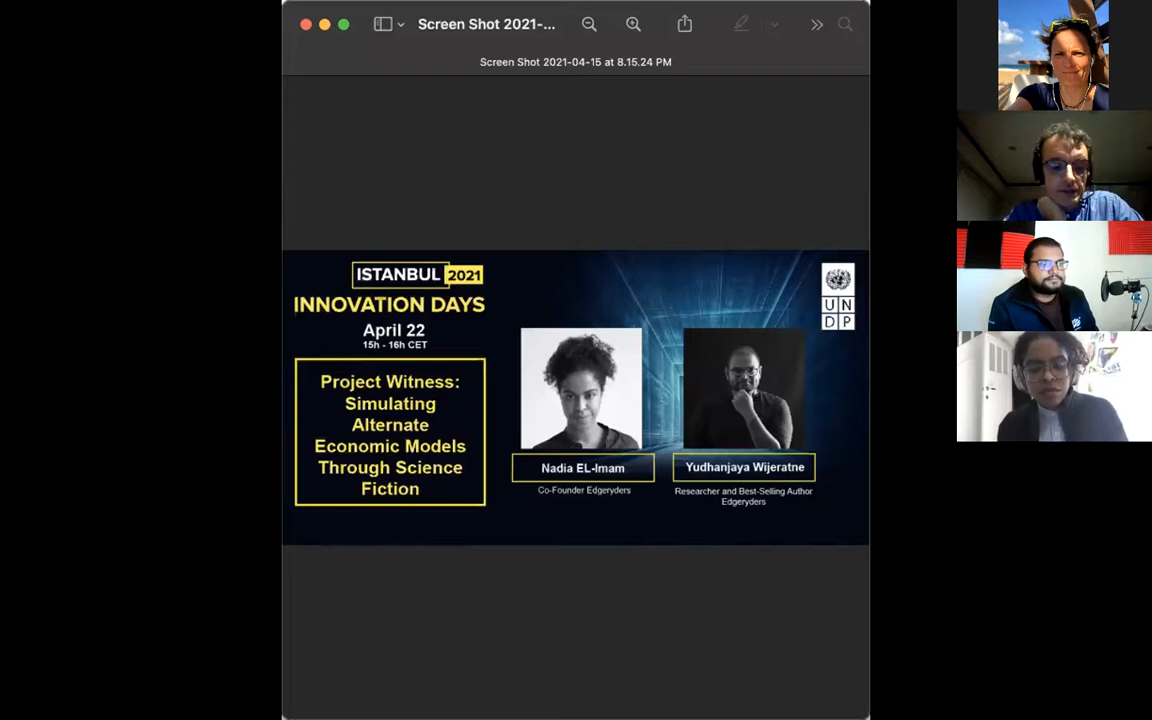 Screen Shot 2021-...
Screen Shot 2021-04-15 at 8.15.24 PM
ISTANBUL 2021
INNOVATION DAYS
April 22
15h - 16h CET
Project Witness:
Simulating
Alternate
Economic Models
Through Science
Fiction
Nadia EL-Imam
Co-Founder Edgeryders
Yudhanjaya Wijeratne
Researcher and Best-Selling Author
Edgeryders
U N
D P